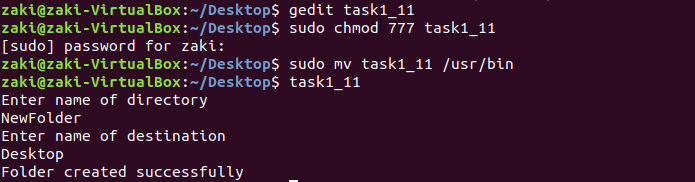 zaki@zaki-VirtualBox:~/Desktop$ gedit task1_11
zaki@zaki-VirtualBox:~/Desktop$ sudo chmod 777 task1_11
[sudo] password for zaki:
zaki@zaki-VirtualBox:~/Desktop$ sudo mv task1_11 /usr/bin
zaki@zaki-VirtualBox:~/Desktop$ task1_11
Enter name of directory
NewFolder
Enter name of destination
Desktop
Folder created successfully